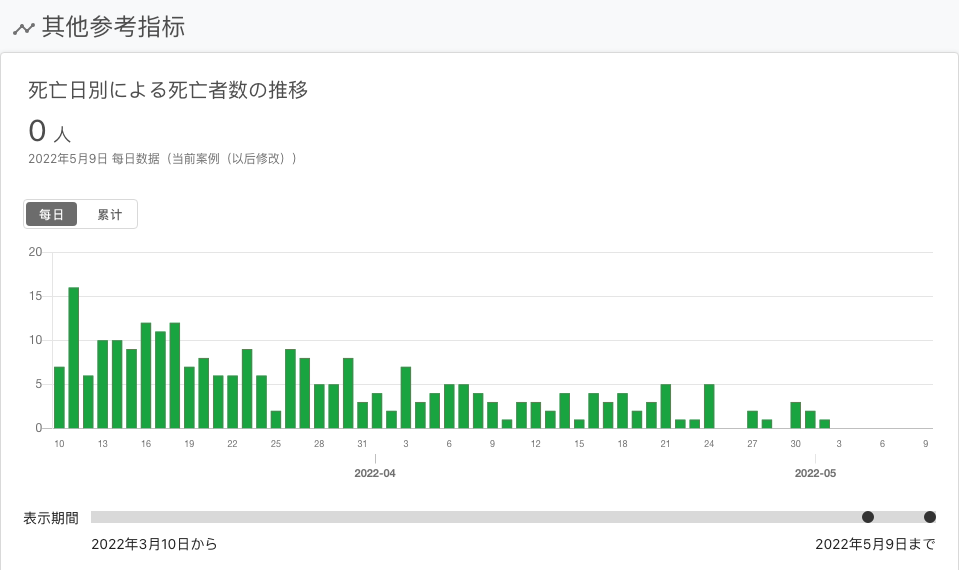 其他参考指标
死亡日別による死亡者数の推移
0 人
2022年5月9日 每日数据（当前案例（以后修改））
每日 累计
20
15
10
5
0
10 13 16 19 22 25 28 31 3 6 9 12 15 18 21 24 27 30 3 6 9
2022-04 2022-05
表示期間
2022年3月10日から 2022年5月9日まで